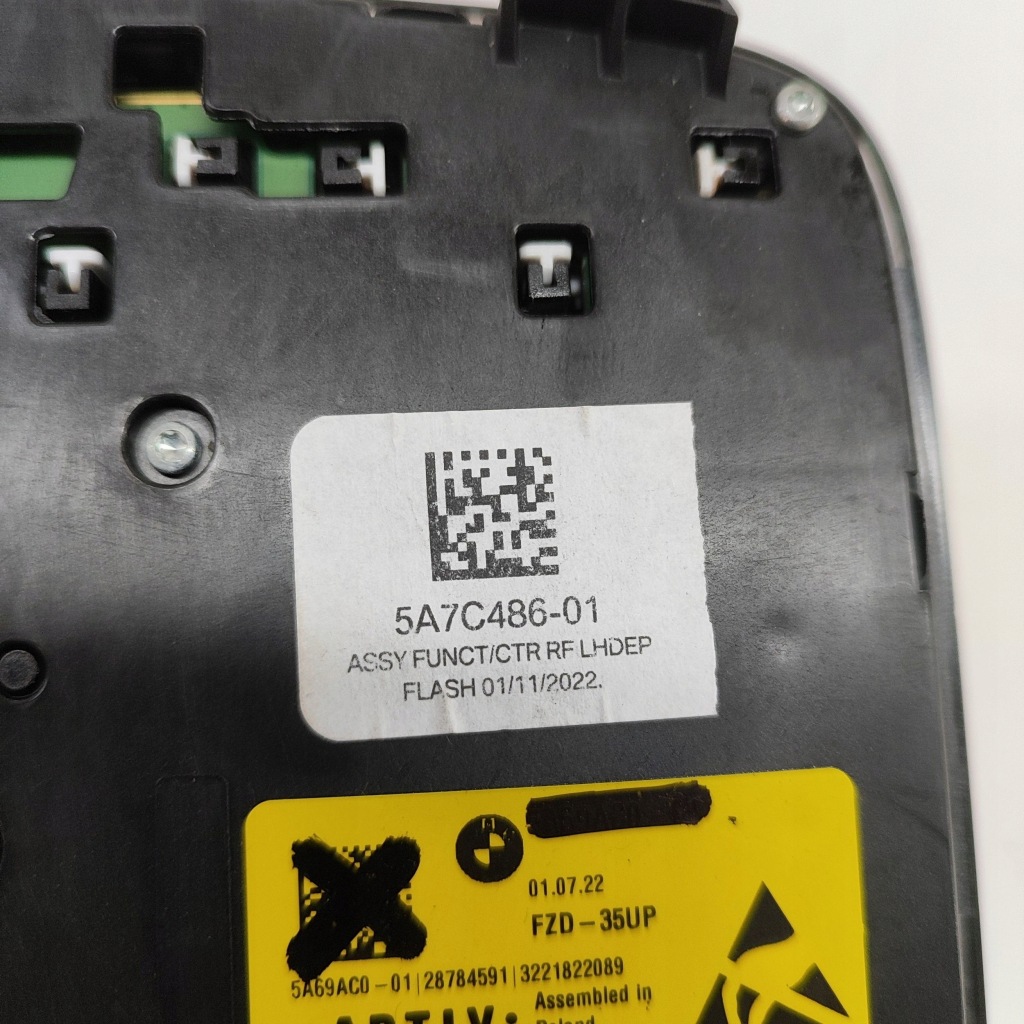 5A7C486-01
ASSY FUNCT/CTR RF LHDEP
FLASH 01/11/2022.
01.07.22
FZD-35UP
5A69AC0-01|28784591|3221822089
Assembled in